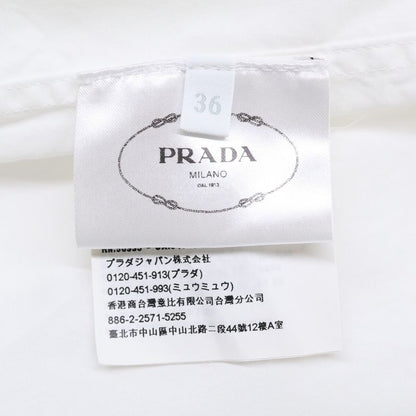 36
PRADA
MILANO
DAL 1913
プラダジャパン株式会社
0120-451-913(プラダ)
0120-451-993(ミュウミュウ)
香港商台灣意比有限公司台灣分公司
886-2-2571-5255
臺北市中山區中山北路二段44號12樓A室